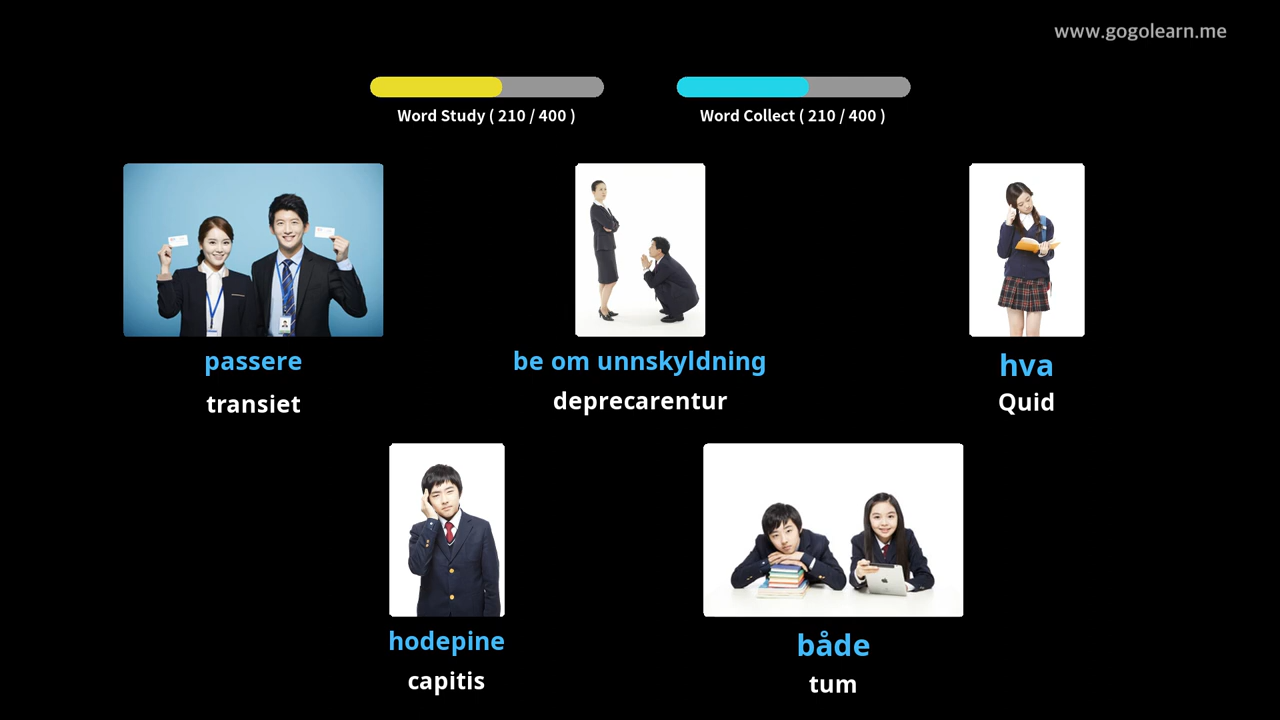 www.gogolearn.me
Word Study ( 210 / 400 )
Word Collect ( 210 / 400 )
passere
transiet
be om unnskyldning
deprecarentur
hva
Quid
hodepine
capitis
både
tum